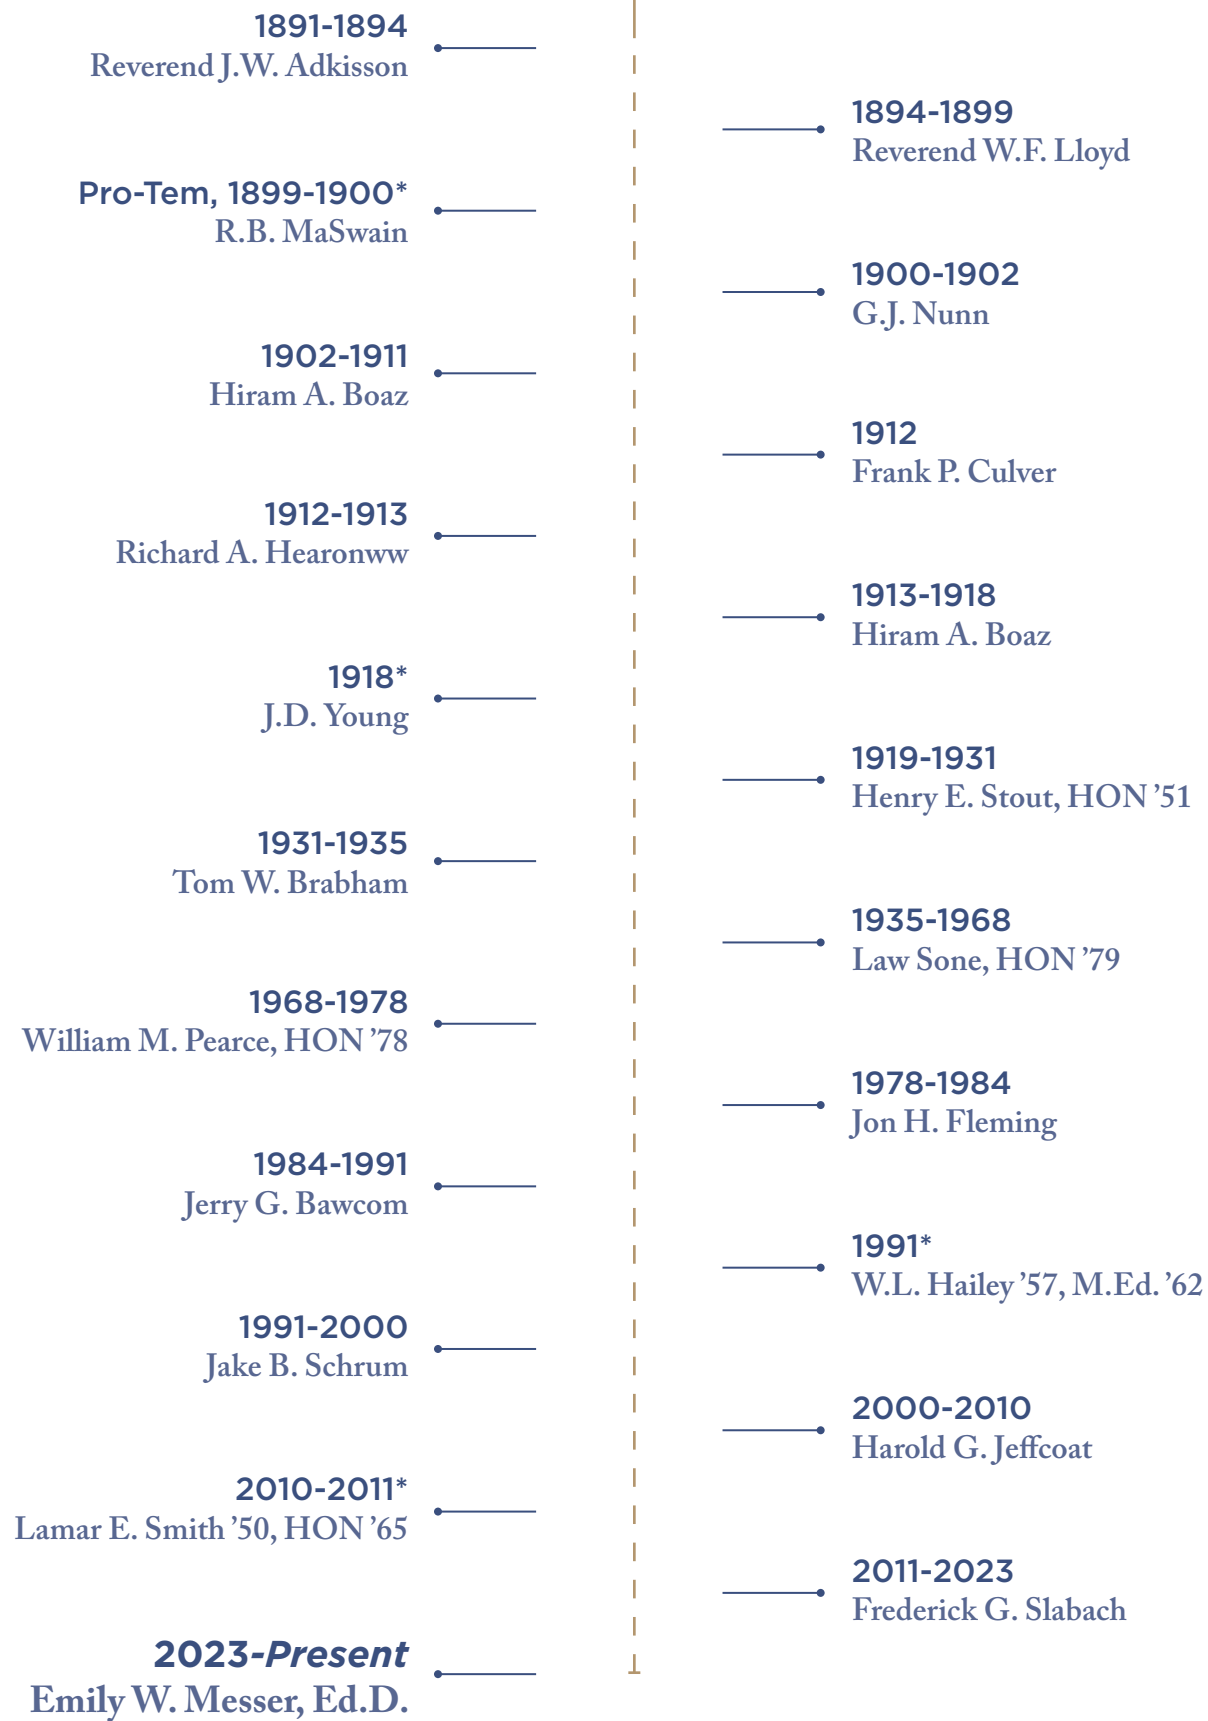 1891-1894
Reverend J.W. Adkisson
1894-1899
Reverend W.F. Lloyd
Pro-Tem, 1899-1900*
R.B. MaSwain
1900-1902
G.J. Nunn
1902-1911
Hiram A. Boaz
1912
Frank P. Culver
1912-1913
Richard A. Hearonww
1913-1918
Hiram A. Boaz
1918*
J.D. Young
1919-1931
Henry E. Stout, HON ’51
1931-1935
Tom W. Brabham
1935-1968
Law Sone, HON ’79
1968-1978
William M. Pearce, HON ’78
1978-1984
Jon H. Fleming
1984-1991
Jerry G. Bawcom
1991*
W.L. Hailey ’57, M.Ed. ’62
1991-2000
Jake B. Schrum
2000-2010
Harold G. Jeffcoat
2010-2011*
Lamar E. Smith ’50, HON ’65
2011-2023
Frederick G. Slabach
2023-Present
Emily W. Messer, Ed.D.